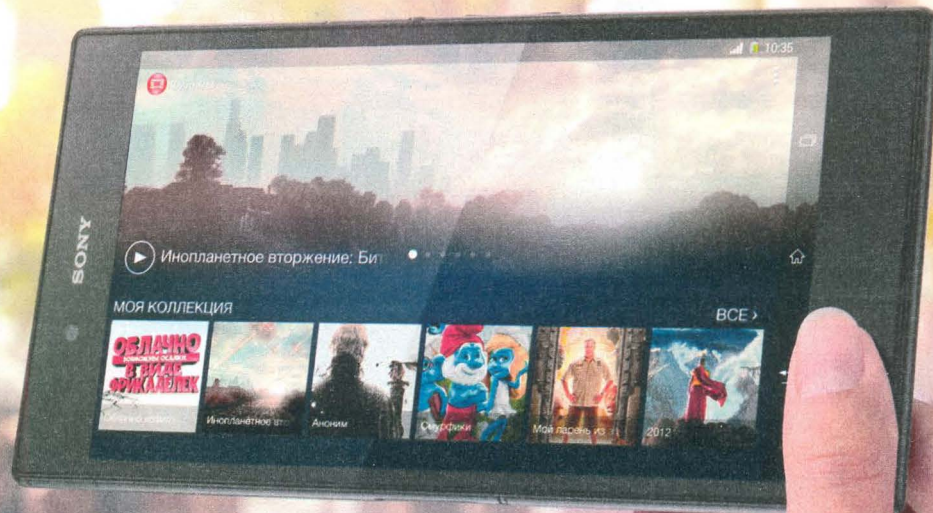 10:35
SONY
Инопланетное вторжение: Бит
МОЯ КОЛЛЕКЦИЯ
ВСЕ ›
ОБЛАЧНО
ВОЗМОЖНЫ ОСАДКИ
В ВИДЕ
ФРИКАДЕЛЕК
Инопланетное вто
Аноним
Смурфики
Мой парень из
2012